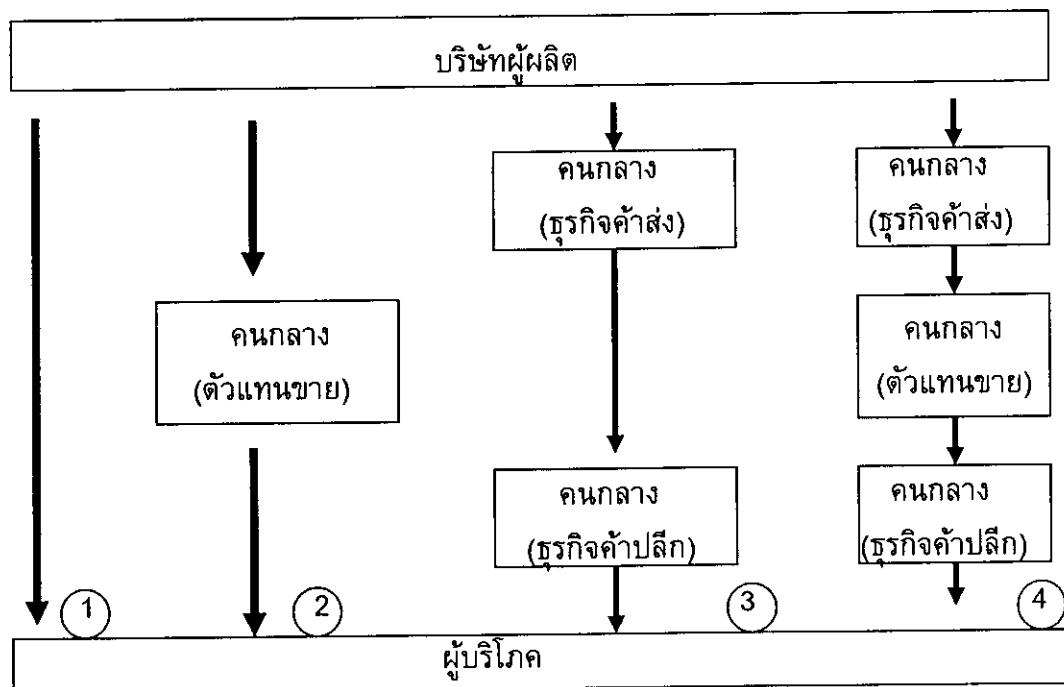 บริษัทผู้ผลิต
คนกลาง
(ธุรกิจค้าส่ง)
คนกลาง
(ธุรกิจค้าส่ง)
คนกลาง
(ตัวแทนขาย)
คนกลาง
(ตัวแทนขาย)
คนกลาง
(ธุรกิจค้าปลีก)
คนกลาง
(ธุรกิจค้าปลีก)
1
2
3
4
ผู้บริโภค